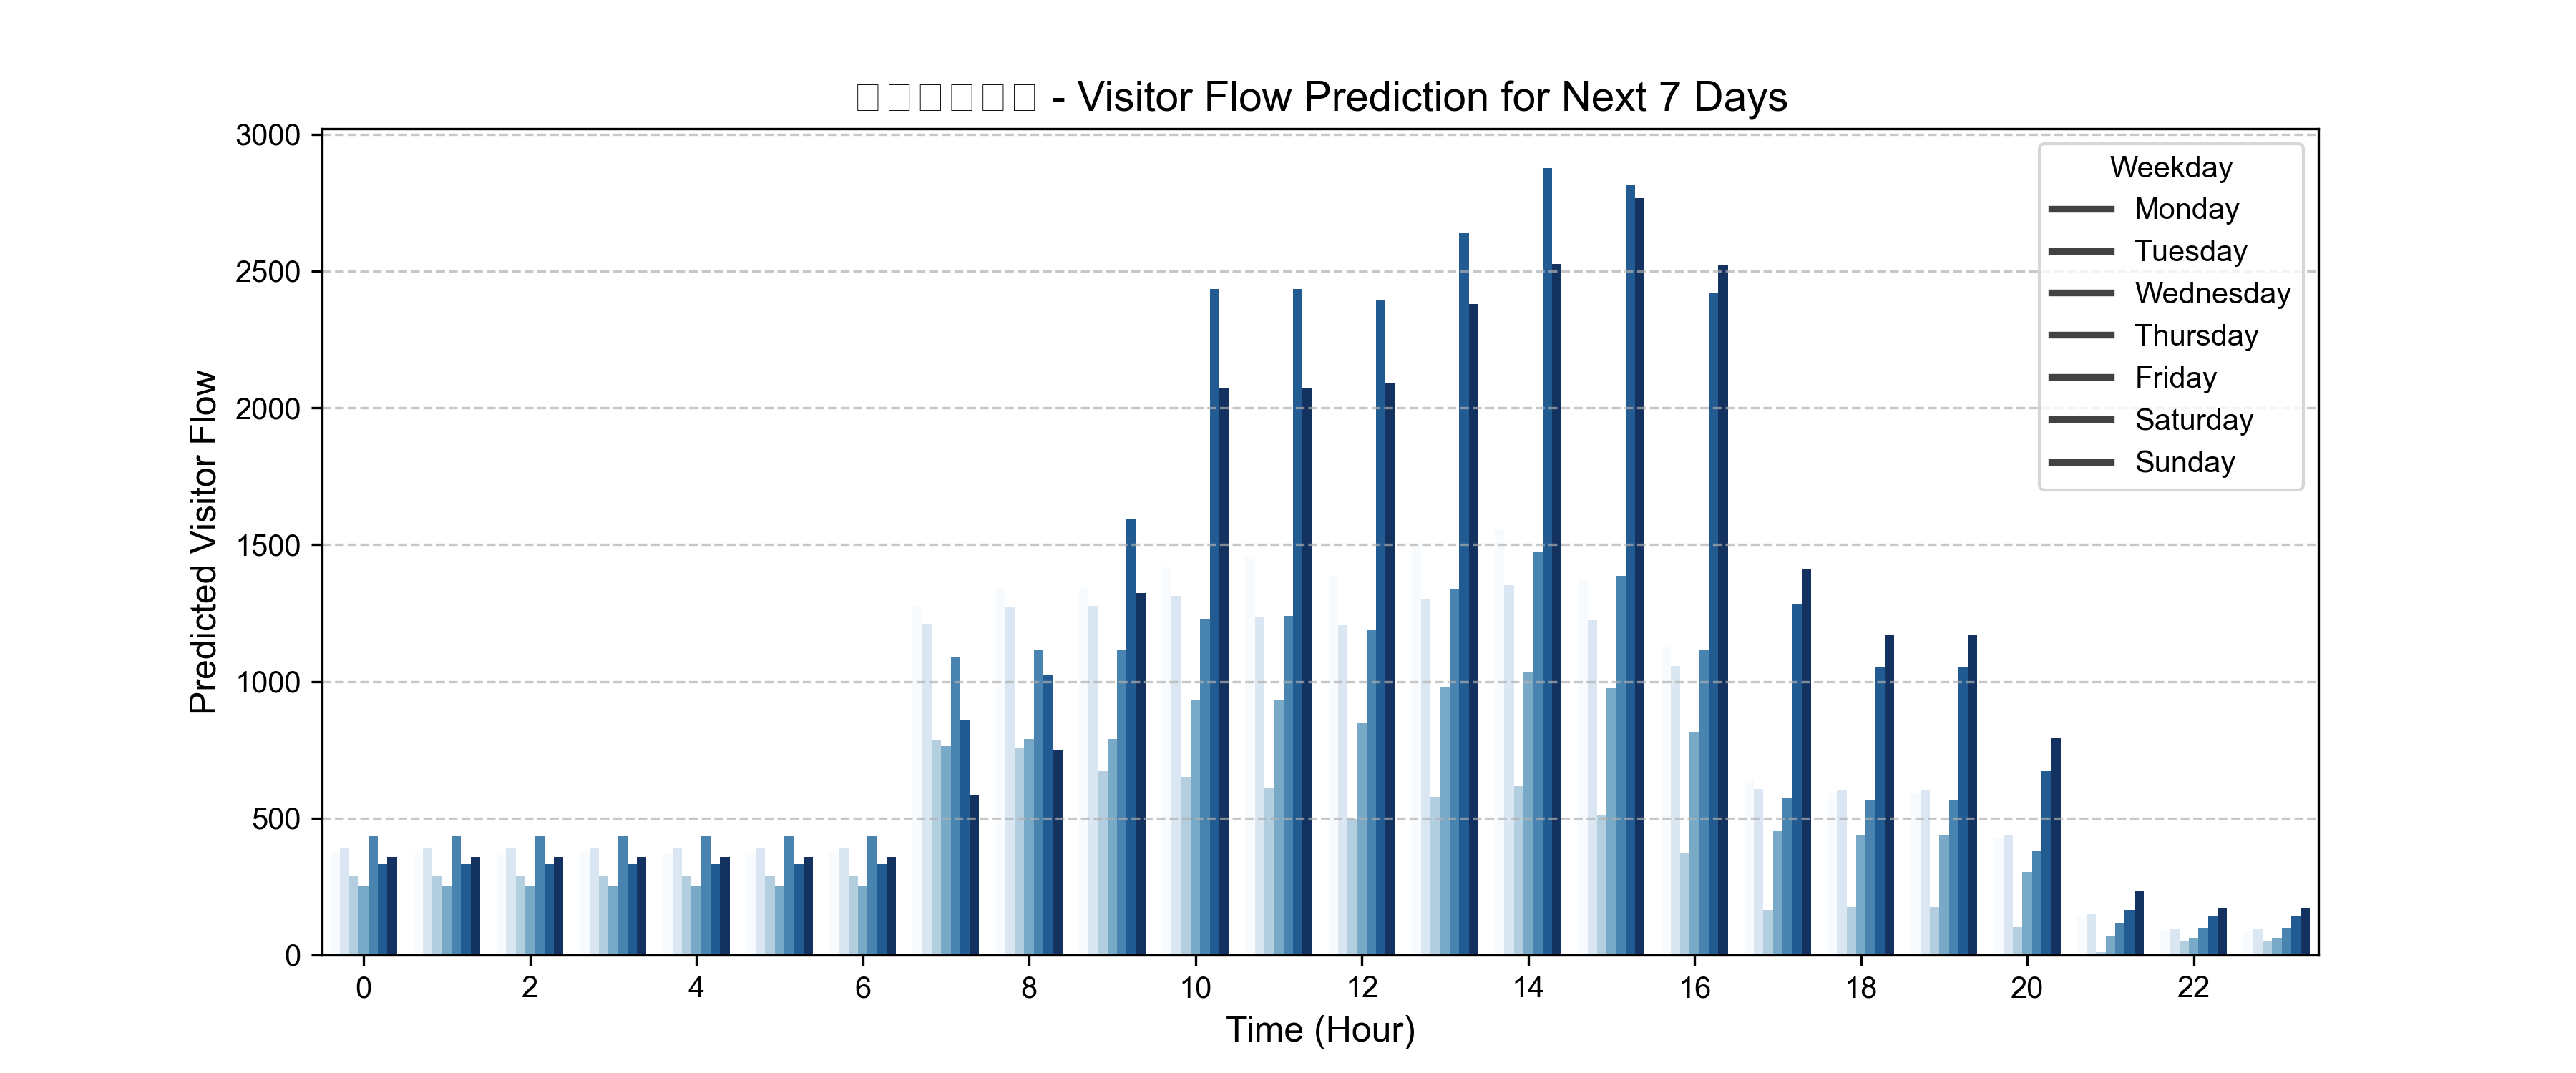 - Visitor Flow Prediction for Next 7 Days
3000
2500
2000
1500
1000
500
0
Predicted Visitor Flow
Weekday
Monday
Tuesday
Wednesday
Thursday
Friday
Saturday
Sunday
0 2 4 6 8 10 12 14 16 18 20 22
Time (Hour)